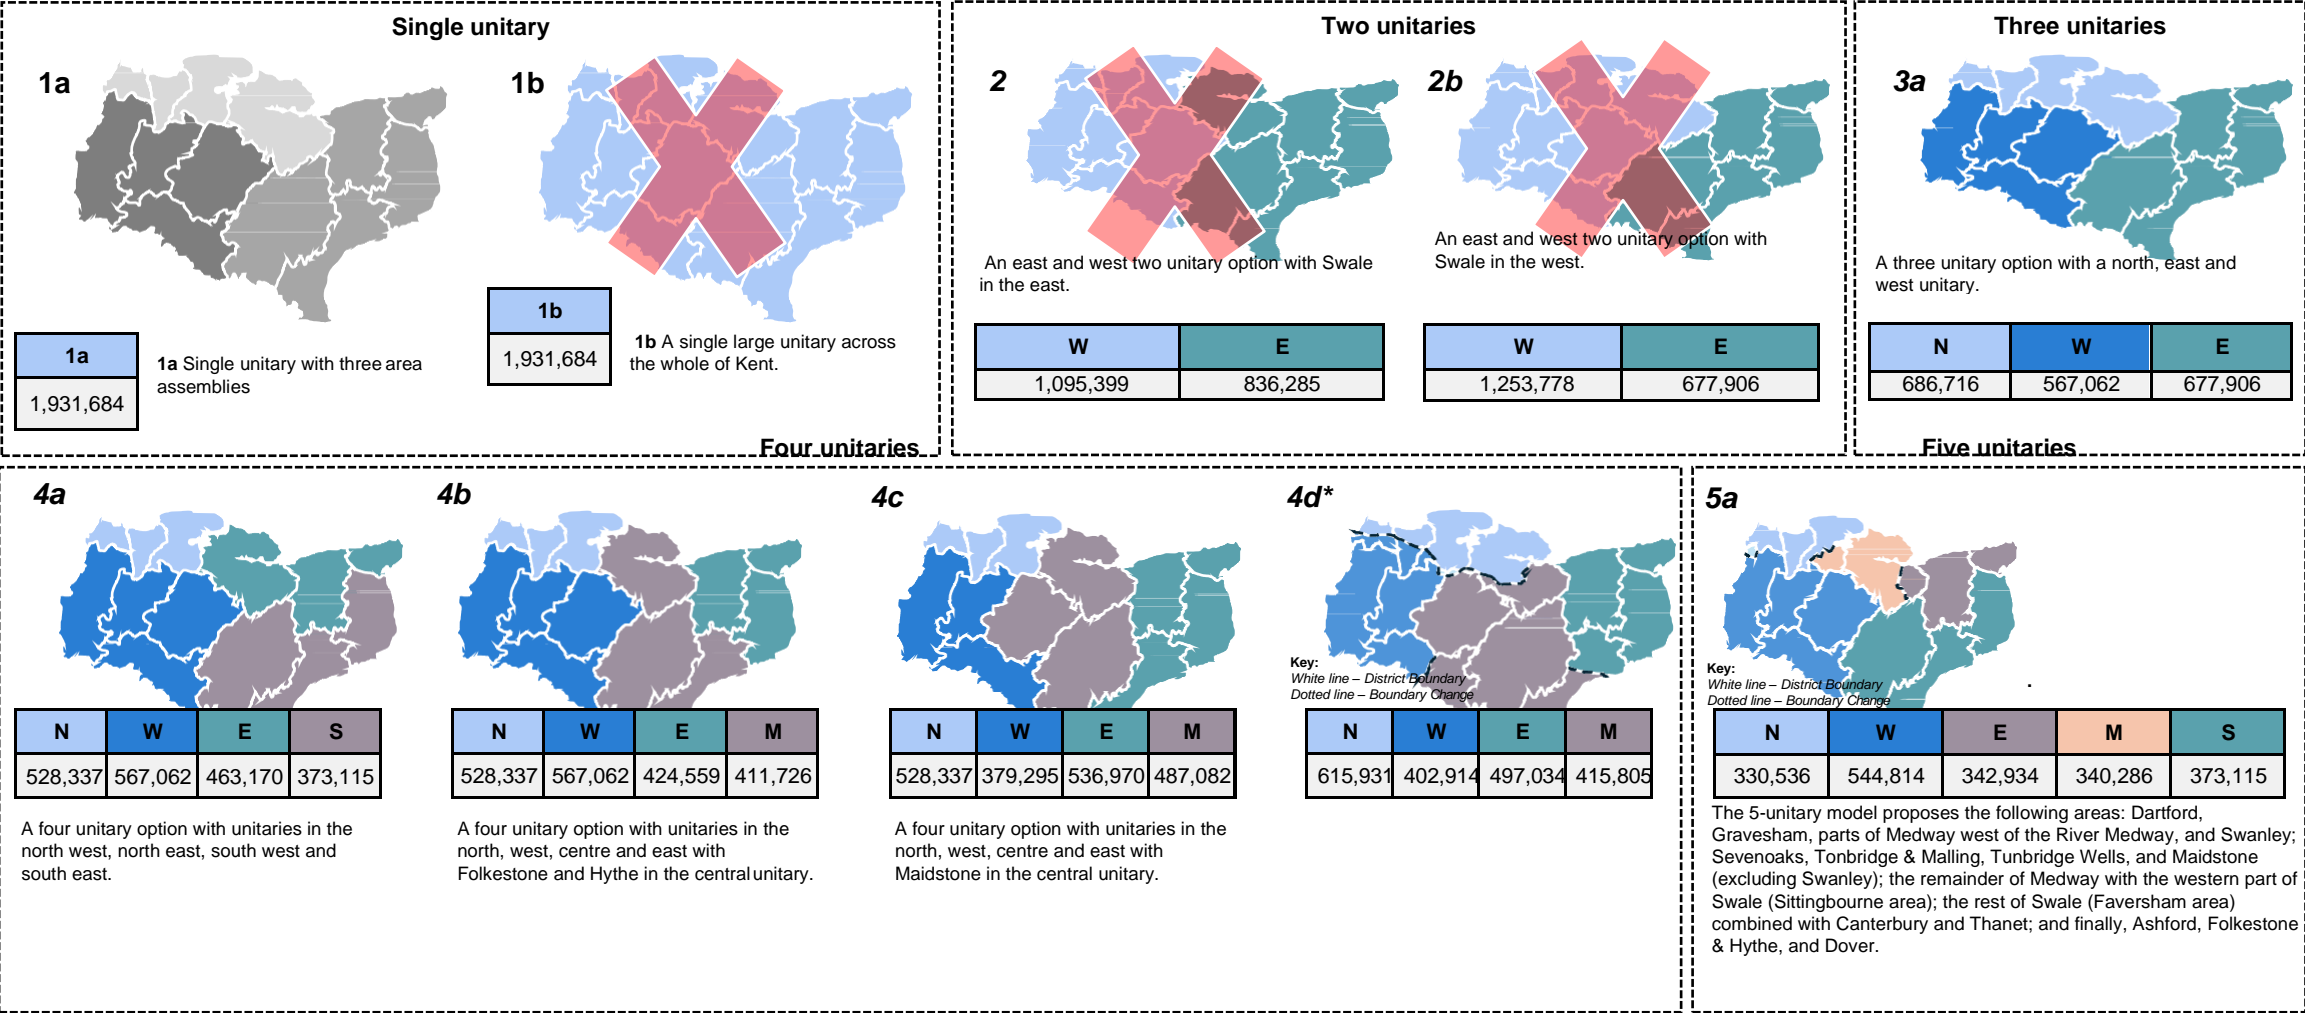 Single unitary
1a
1b
1b
1,931,684
1a
1,931,684
1a Single unitary with three area
assemblies
1b A single large unitary across
the whole of Kent.
Two unitaries
2
2b
An east and west two unitary option with Swale
in the east.
An east and west two unitary option with
Swale in the west.
W E
1,095,399 836,285
W E
1,253,778 677,906
Three unitaries
3a
A three unitary option with a north, east and
west unitary.
N W E
686,716 567,062 677,906
Four unitaries
4a
N W E S
528,337 567,062 463,170 373,115
A four unitary option with unitaries in the
north west, north east, south west and
south east.
4b
N W E M
528,337 567,062 424,559 411,726
A four unitary option with unitaries in the
north, west, centre and east with
Folkestone and Hythe in the central unitary.
4c
N W E M
528,337 379,295 536,970 487,082
A four unitary option with unitaries in the
north, west, centre and east with
Maidstone in the central unitary.
4d*
Key:
White line – District Boundary
Dotted line – Boundary Change
N W E M
615,931 402,914 497,034 415,805
Five unitaries
5a
Key:
White line – District Boundary
Dotted line – Boundary Change
.
N W E M S
330,536 544,814 342,934 340,286 373,115
The 5-unitary model proposes the following areas: Dartford,
Gravesham, parts of Medway west of the River Medway, and Swanley;
Sevenoaks, Tonbridge & Malling, Tunbridge Wells, and Maidstone
(excluding Swanley); the remainder of Medway with the western part of
Swale (Sittingbourne area); the rest of Swale (Faversham area)
combined with Canterbury and Thanet; and finally, Ashford, Folkestone
& Hythe, and Dover.